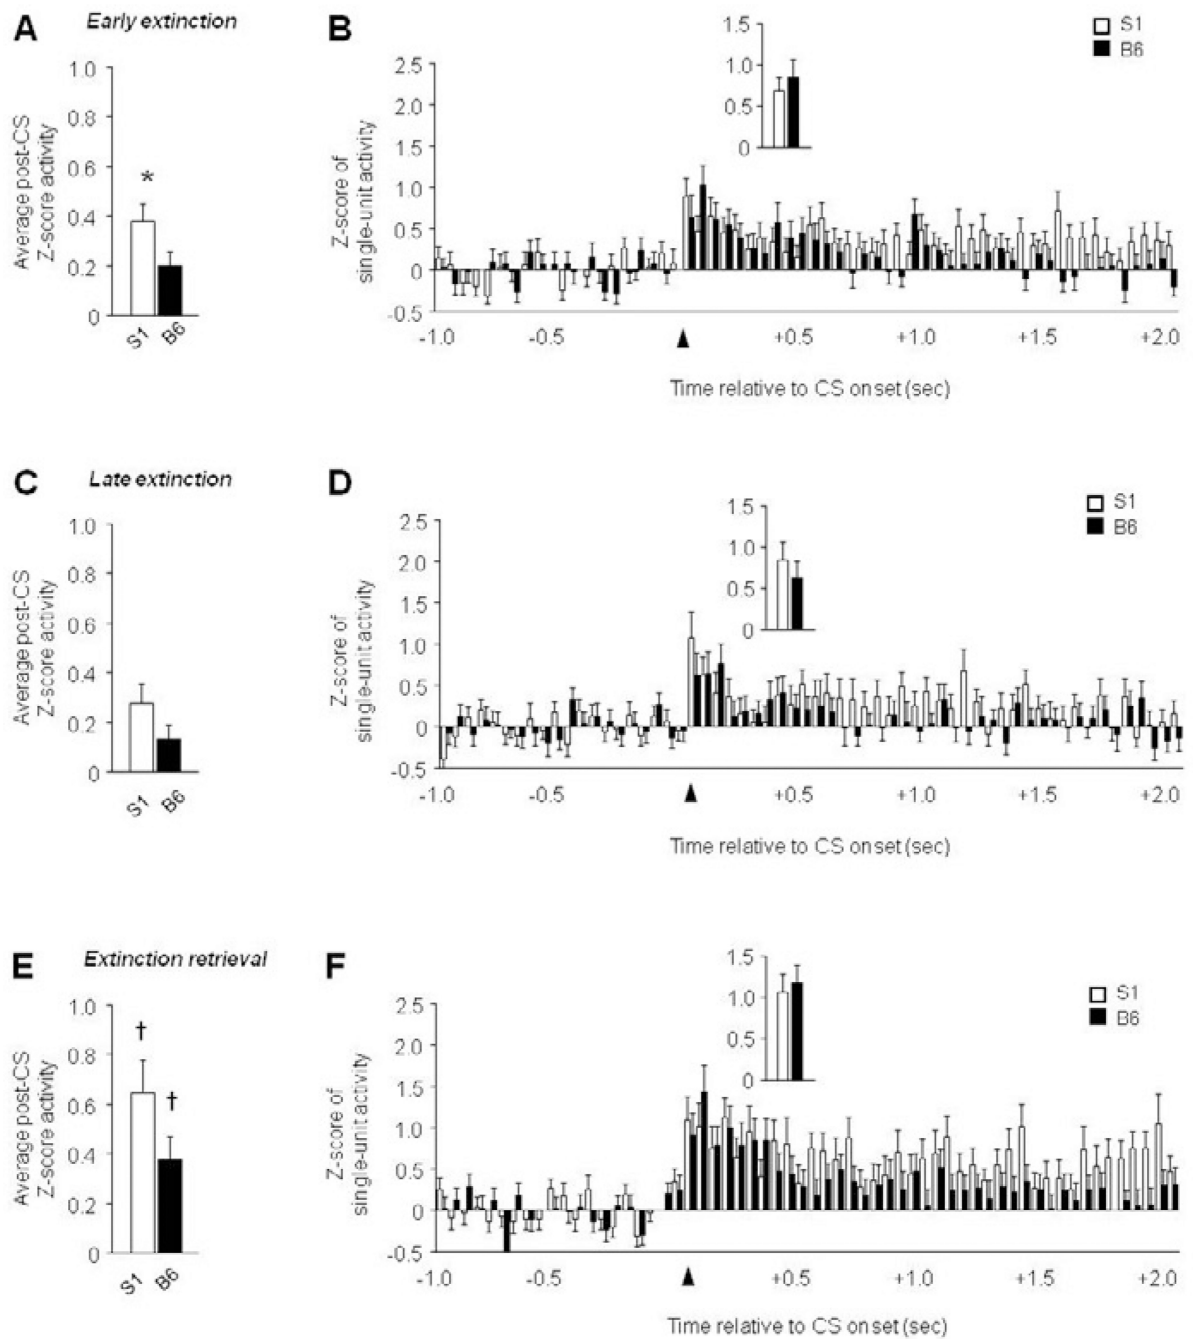 A Early extinction
Average post-CS
Z-score activity
1.0
0.8
0.6
0.4
0.2
0
*
S1 B6
B
Z-score of
single-unit activity
2.5
2.0
1.5
1.0
0.5
0
-0.5
1.5
1.0
0.5
0
S1
B6
-1.0 -0.5 +0.5 +1.0 +1.5 +2.0
Time relative to CS onset (sec)
C Late extinction
Average post-CS
Z-score activity
1.0
0.8
0.6
0.4
0.2
0
S1 B6
D
Z-score of
single-unit activity
2.5
2.0
1.5
1.0
0.5
0
-0.5
1.5
1.0
0.5
0
S1
B6
-1.0 -0.5 +0.5 +1.0 +1.5 +2.0
Time relative to CS onset (sec)
E Extinction retrieval
Average post-CS
Z-score activity
1.0
0.8
0.6
0.4
0.2
0
†
†
S1 B6
F
Z-score of
single-unit activity
2.5
2.0
1.5
1.0
0.5
0
-0.5
1.5
1.0
0.5
0
S1
B6
-1.0 -0.5 +0.5 +1.0 +1.5 +2.0
Time relative to CS onset (sec)